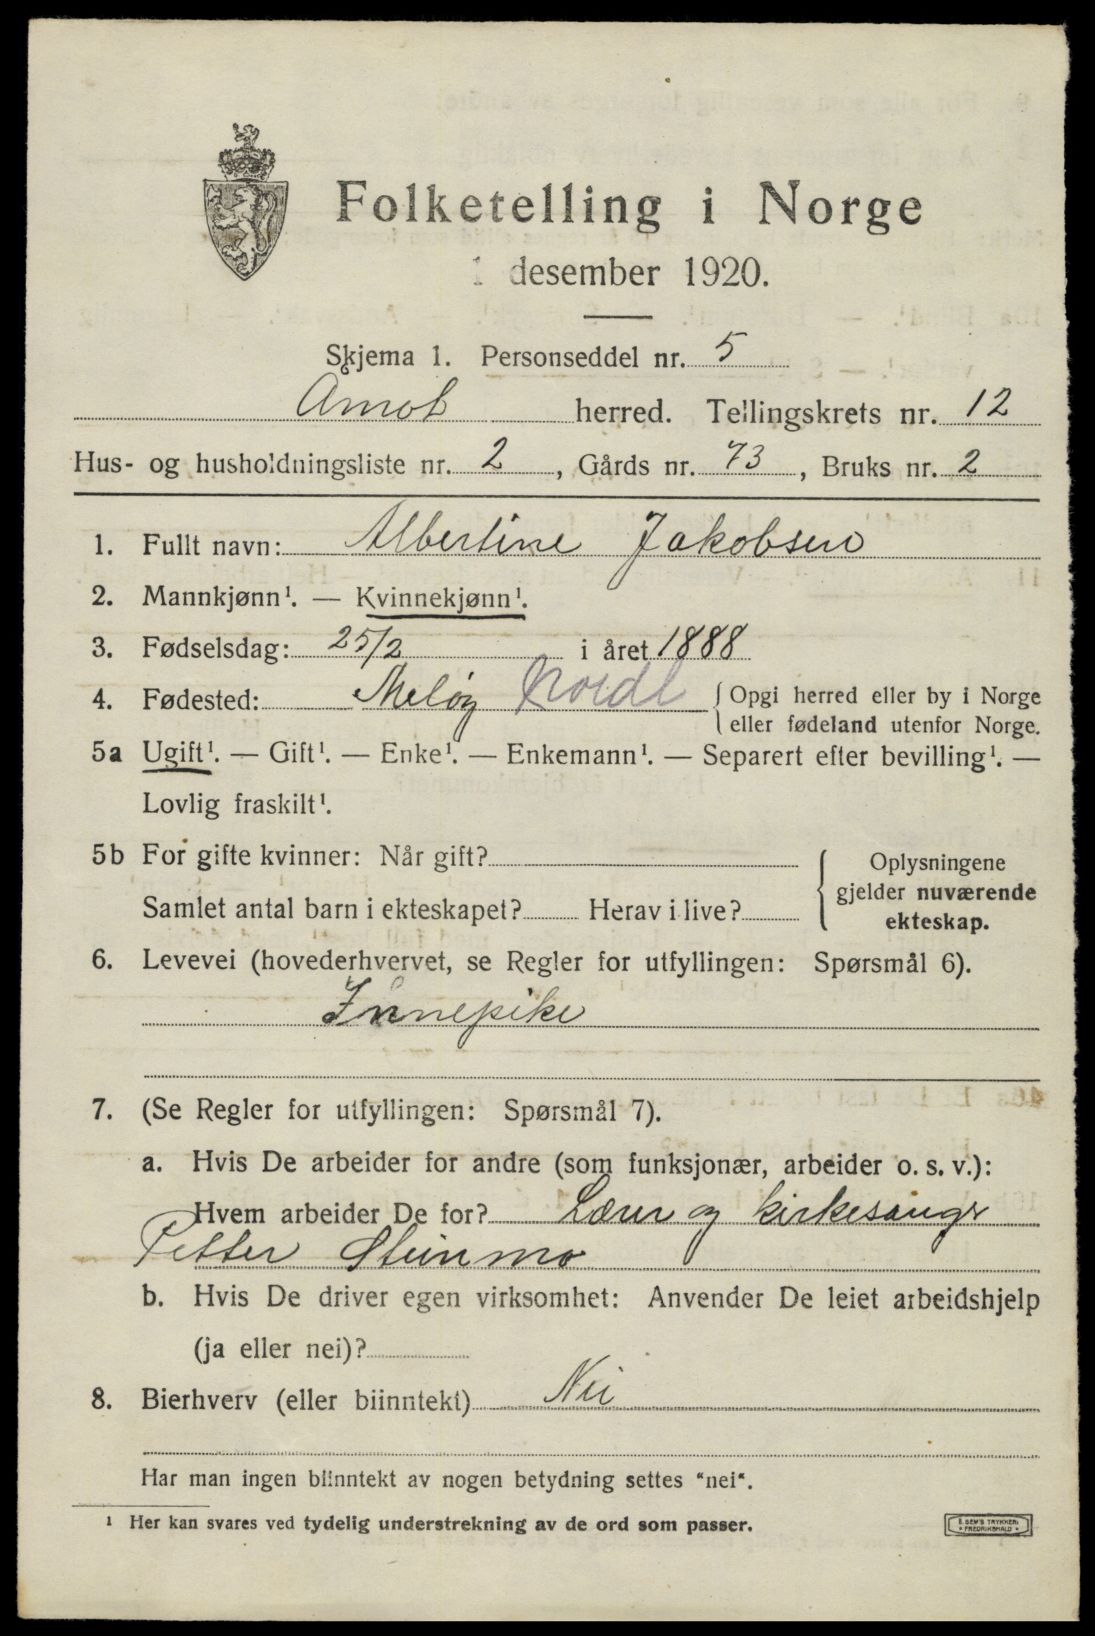 Folketelling i Norge
1 desember 1920.
Skjema 1. Personseddel nr. 5
Åmot herred. Tellingskrets nr. 12
Hus- og husholdningsliste nr. 2, Gårds nr. 73, Bruks nr. 2
1. Fullt navn: Albertine Jakobsen
2. Mannkjønn¹. — Kvinnekjønn¹.
3. Fødselsdag: 25/2 i året 1888
4. Fødested: Meløy Nordl { Opgi herred eller by i Norge
eller fødeland utenfor Norge.
5a Ugift¹. — Gift¹. — Enke¹. — Enkemann¹. — Separert efter bevilling¹. —
Lovlig fraskilt¹.
5b For gifte kvinner: Når gift?
Samlet antal barn i ekteskapet? Herav i live?
{ Oplysningene
gjelder nuværende
ekteskap.
6. Levevei (hovederhvervet, se Regler for utfyllingen: Spørsmål 6).
Innepike
7. (Se Regler for utfyllingen: Spørsmål 7).
a. Hvis De arbeider for andre (som funksjonær, arbeider o. s. v.):
Hvem arbeider De for? Lærer og kirkesanger
Petter Steinmo
b. Hvis De driver egen virksomhet: Anvender De leiet arbeidshjelp
(ja eller nei)?
8. Bierhverv (eller biinntekt) Nei
Har man ingen biinntekt av nogen betydning settes "nei".
¹ Her kan svares ved tydelig understrekning av de ord som passer.
E. SEM'S TRYKKERI
* FREDRIKSHALD *